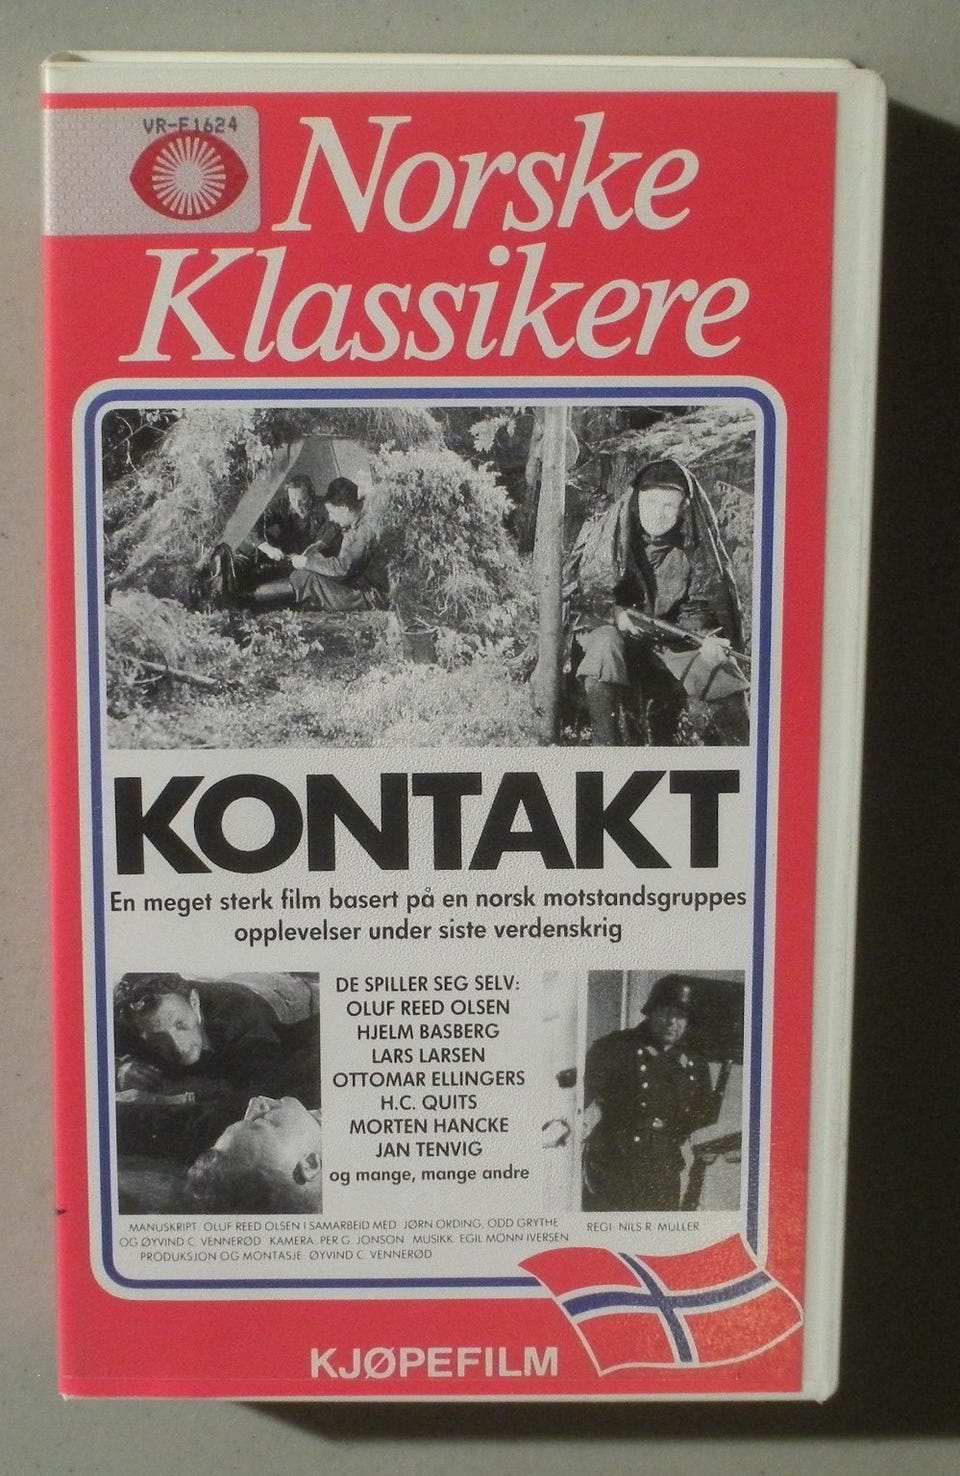 VR-F1624
Norske
Klassikere
KONTAKT
En meget sterk film basert på en norsk motstandsgruppes
opplevelser under siste verdenskrig
DE SPILLER SEG SELV:
OLUF REED OLSEN
HJELM BASBERG
LARS LARSEN
OTTOMAR ELLINGERS
H.C. QUITS
MORTEN HANCKE
JAN TENVIG
og mange, mange andre
MANUSKRIPT: OLUF REED OLSEN I SAMARBEID MED: JØRN ORDING, ODD GRYTHE
OG ØYVIND C. VENNERØD KAMERA: PER G. JONSON MUSIKK: EGIL MONN IVERSEN
PRODUKSJON OG MONTASJE: ØYVIND C. VENNERØD
REGI: NILS R. MÜLLER
KJØPEFILM